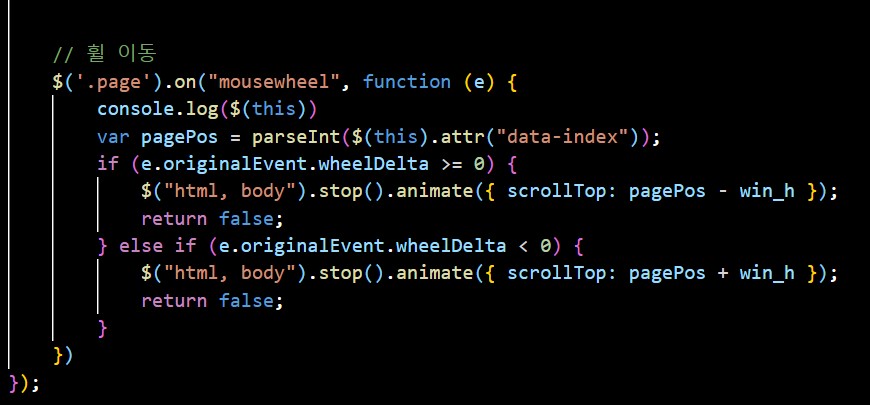 // 휠 이동
$('.page').on("mousewheel", function (e) {
console.log($(this))
var pagePos = parseInt($(this).attr("data-index"));
if (e.originalEvent.wheelDelta >= 0) {
$("html, body").stop().animate({ scrollTop: pagePos - win_h });
return false;
} else if (e.originalEvent.wheelDelta < 0) {
$("html, body").stop().animate({ scrollTop: pagePos + win_h });
return false;
}
})
});